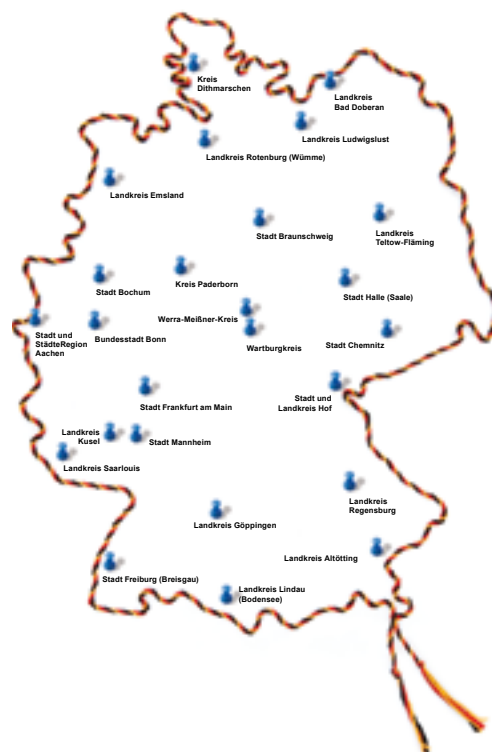 Kreis
Dithmarschen
Landkreis
Bad Doberan
Landkreis Ludwigslust
Landkreis Rotenburg (Wümme)
Landkreis Emsland
Landkreis
Teltow-Fläming
Stadt Braunschweig
Kreis Paderborn
Stadt Bochum
Stadt Halle (Saale)
Werra-Meißner-Kreis
Stadt und
StädteRegion
Aachen
Bundesstadt Bonn
Wartburgkreis
Stadt Chemnitz
Stadt Frankfurt am Main
Stadt und
Landkreis Hof
Landkreis
Kusel
Stadt Mannheim
Landkreis Saarlouis
Landkreis
Regensburg
Landkreis Göppingen
Landkreis Altötting
Stadt Freiburg (Breisgau)
Landkreis Lindau
(Bodensee)